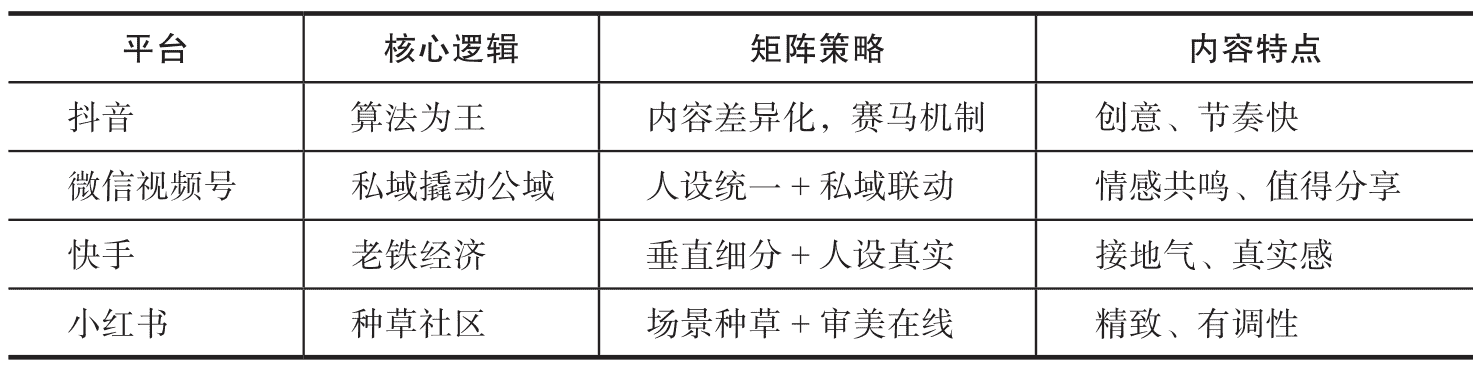 平台 核心逻辑 矩阵策略 内容特点
抖音 算法为王 内容差异化，赛马机制 创意、节奏快
微信视频号 私域撬动公域 人设统一 + 私域联动 情感共鸣、值得分享
快手 老铁经济 垂直细分 + 人设真实 接地气、真实感
小红书 种草社区 场景种草 + 审美在线 精致、有调性